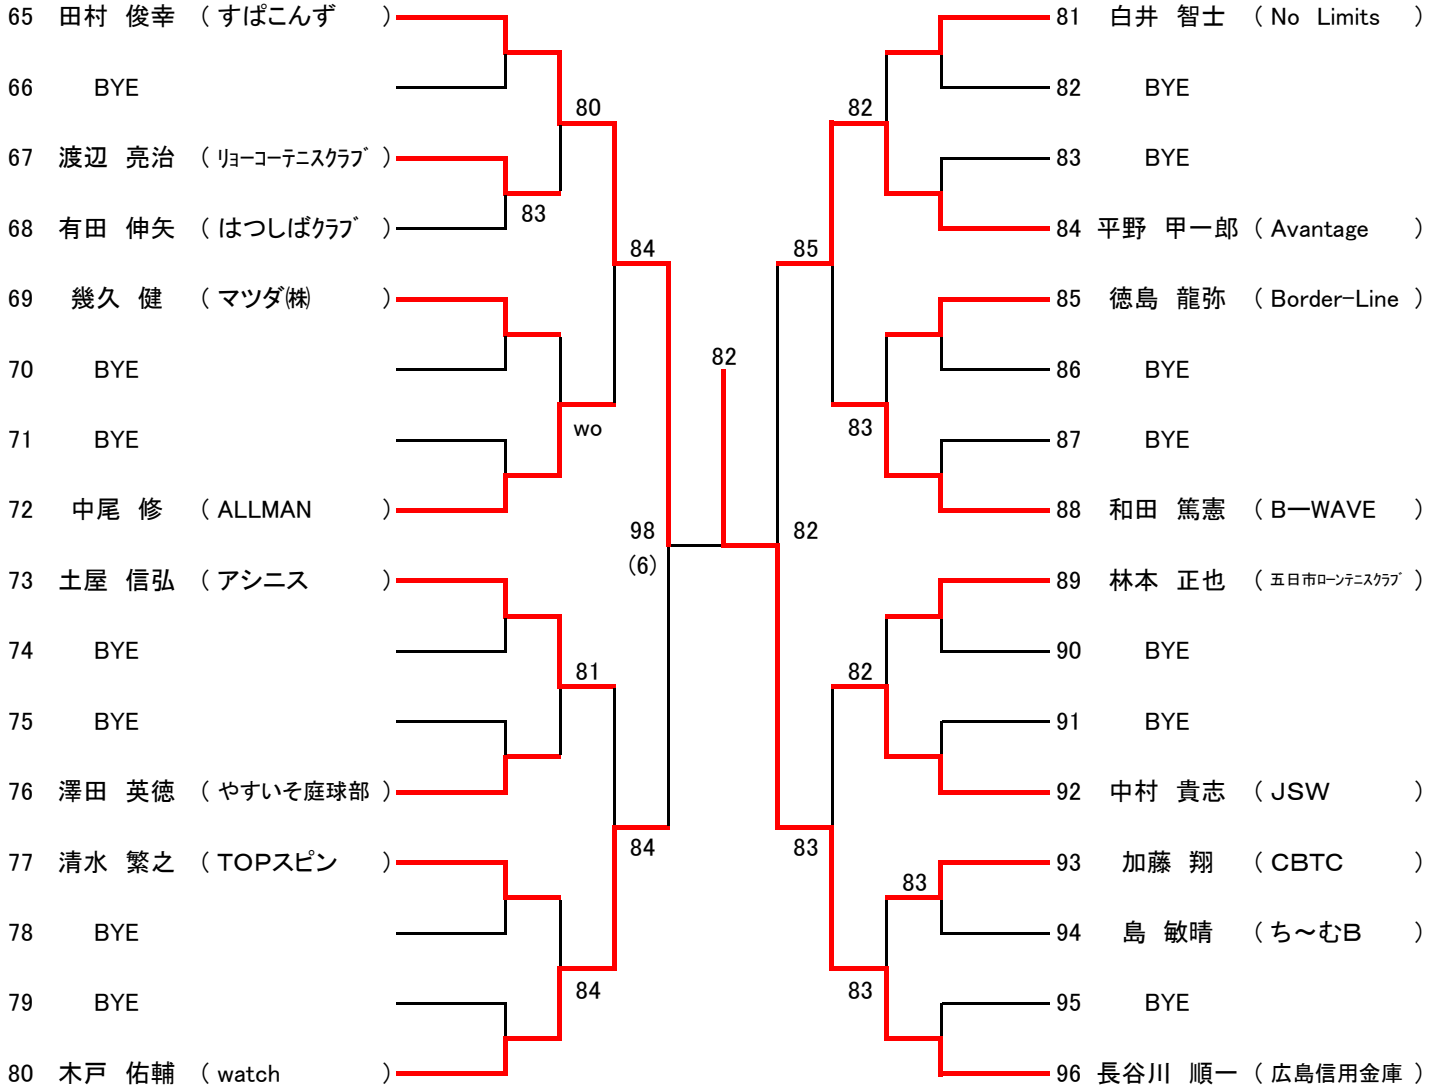 65 田村 俊幸 ( すぱこんず ) 81 白井 智士 ( No Limits )
66 BYE 82 BYE
80 82
67 渡辺 亮治 ( ﾘｮｰｺｰﾃﾆｽｸﾗﾌﾞ ) 83 BYE
83
68 有田 伸矢 ( はつしばｸﾗﾌﾞ ) 84 平野 甲一郎 ( Avantage )
84 85
69 幾久 健 ( マツダ㈱ ) 85 徳島 龍弥 ( Border-Line )
82
70 BYE 86 BYE
wo 83
71 BYE 87 BYE
72 中尾 修 ( ALLMAN ) 88 和田 篤憲 ( BーWAVE )
98 82
(6)
73 土屋 信弘 ( アシニス ) 89 林本 正也 ( 五日市ﾛｰﾝﾃﾆｽｸﾗﾌﾞ )
74 BYE 90 BYE
81 82
75 BYE 91 BYE
76 澤田 英徳 ( やすいそ庭球部 ) 92 中村 貴志 ( JSW )
84 83
77 清水 繁之 ( TOPスピン ) 93 加藤 翔 ( CBTC )
83
78 BYE 94 島 敏晴 ( ち～むB )
84 83
79 BYE 95 BYE
80 木戸 佑輔 ( watch ) 96 長谷川 順一 ( 広島信用金庫 )